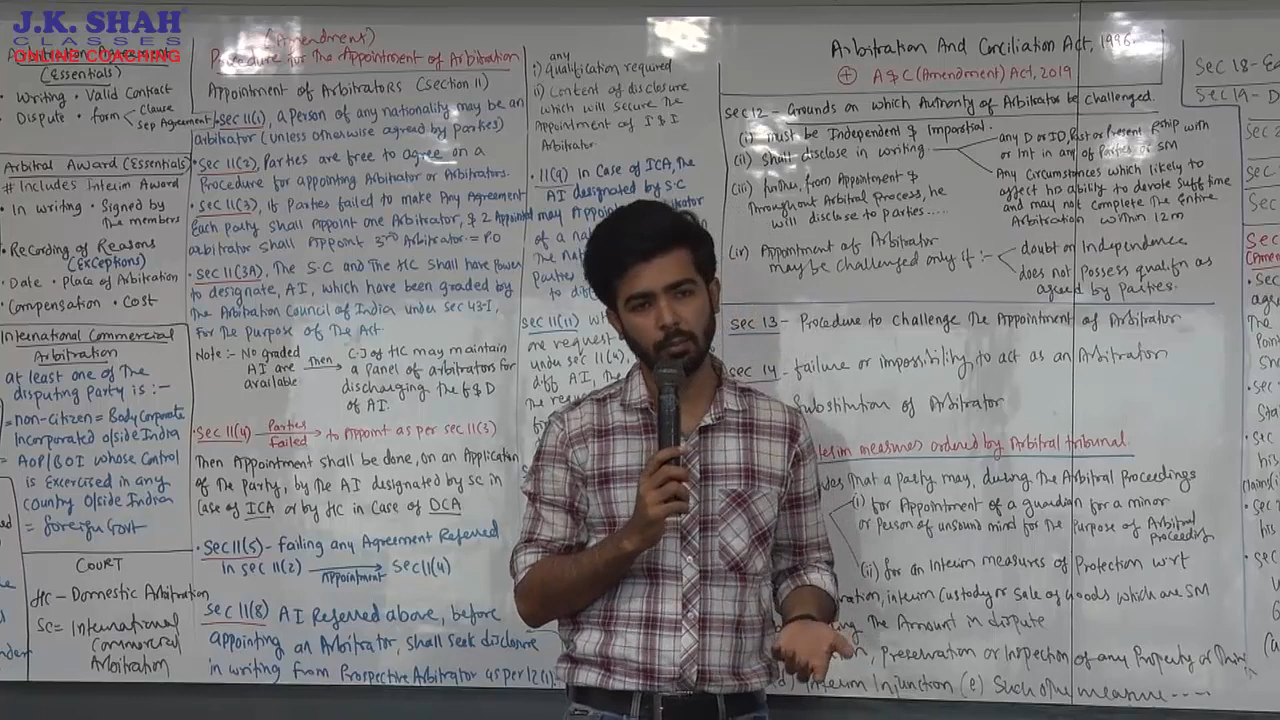 J.K. SHAH
CLASSES
ONLINE COACHING
Arbitration Agreement
(Essentials)
• Writing • Valid Contract
• Dispute • form < Clause
Sep Agreement
Arbitral Award (Essentials)
# Includes Interim Award
• In writing • Signed by
the members
• Recording of Reasons
(Exceptions)
• Date • Place of Arbitration
• Compensation • Cost
International Commercial
Arbitration
at least one of The
disputing Party is :-
= non-Citizen = Body Corporate
Incorporated o/side India
= AOP/BOI whose Control
is Exercised in any
Country O/side India
= foreign Govt
COURT
HC - Domestic Arbitration
SC = International
Commercial
Arbitration
(Amendment)
Procedure for The Appointment of Arbitration
Appointment of Arbitrators (section 11)
• Sec 11(1), a Person of any nationality may be an
arbitrator (unless otherwise agreed by parties)
• Sec 11(2), Parties are free to agree on a
Procedure for appointing Arbitrator or Arbitrators.
• Sec 11(3), if Parties failed to make Any Agreement
Each party shall Appoint one Arbitrator, & 2 Appointed
arbitrator shall Appoint 3rd Arbitrator = P.O
• Sec 11(3A), The S.C and The HC shall have Power
to designate, AI, which have been graded by
the Arbitration Council of India under sec 43-I,
for the Purpose of The Act.
Note :- No graded
AI are
available
Then
C.J of HC may maintain
a Panel of arbitrators for
discharging the f & D
of AI.
• Sec 11(4) Parties Failed → to Appoint as per sec 11(3)
Then Appointment shall be done, on an Application
of The Party, by The AI designated by SC in
Case of ICA or by HC in Case of DCA
• Sec 11(5) - failing any Agreement Referred
in sec 11(2) Appointment → Sec 11(4)
Sec 11(8) AI Referred above, before
appointing an Arbitrator, shall seek disclosure
in writing from Prospective Arbitrator as per 12(1).
any
i) Qualification required
ii) Content of disclosure
which will secure The
Appointment of I & I
Arbitrator
• 11(9) In Case of ICA, The
AI designated by S.C
may Appoint
of a
The
Parties
to
Sec 11(11)
are request
under sec 11(4),
diff AI, The
The
Arbitration And Conciliation Act, 1996.
⊕ A & C (Amendment) Act, 2019
Sec 12 - Grounds on which Authority of Arbitrator be challenged
(i) must be Independent & Impartial.
(ii) Shall disclose in writing
any D or ID, Past or Present R/ship with
or Int in any of Parties or SM
Any Circumstances which likely to
affect his ability to devote suff time
and may not complete The Entire
Arbitration within 12m
(iii) further, from Appointment &
Throughout Arbitral Process, he
will disclose to parties.....
(iv) Appointment of Arbitrator
may be challenged only if :-
doubt on Independence
does not Possess qualifn as
agreed by Parties.
Sec 13 - Procedure to Challenge The Appointment of Arbitrator
Sec 14 - failure or impossibility to act as an Arbitrator
Substitution of Arbitrator
measures ordered by Arbitral tribunal.
That a Party may, during The Arbitral Proceedings
(i) for Appointment of a guardian for a minor
or Person of unsound mind for the Purpose of Arbitral
Proceeding
(ii) for an Interim measures of Protection wrt
interim Custody or Sale of Goods which are SM
The Amount in dispute
Preservation or Inspection of any Property or Thing
Interim Injunction (e) Such o/the measure ....
Sec 18 -
Sec 19 -